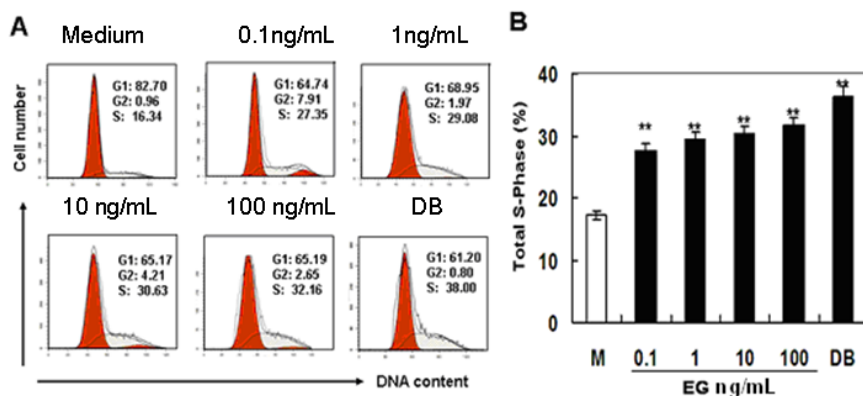 A
B
Medium
0.1ng/mL
1ng/mL
G1: 82.70
G2: 0.96
S: 16.34
G1: 64.74
G2: 7.91
S: 27.35
G1: 68.95
G2: 1.97
S: 29.08
Cell number
10 ng/mL
100 ng/mL
DB
G1: 65.17
G2: 4.21
S: 30.63
G1: 65.19
G2: 2.65
S: 32.16
G1: 61.20
G2: 0.80
S: 38.00
DNA content
Total S-Phase (%)
40
30
20
10
0
**
**
**
**
**
M
0.1
1
10
100
DB
EG ng/mL